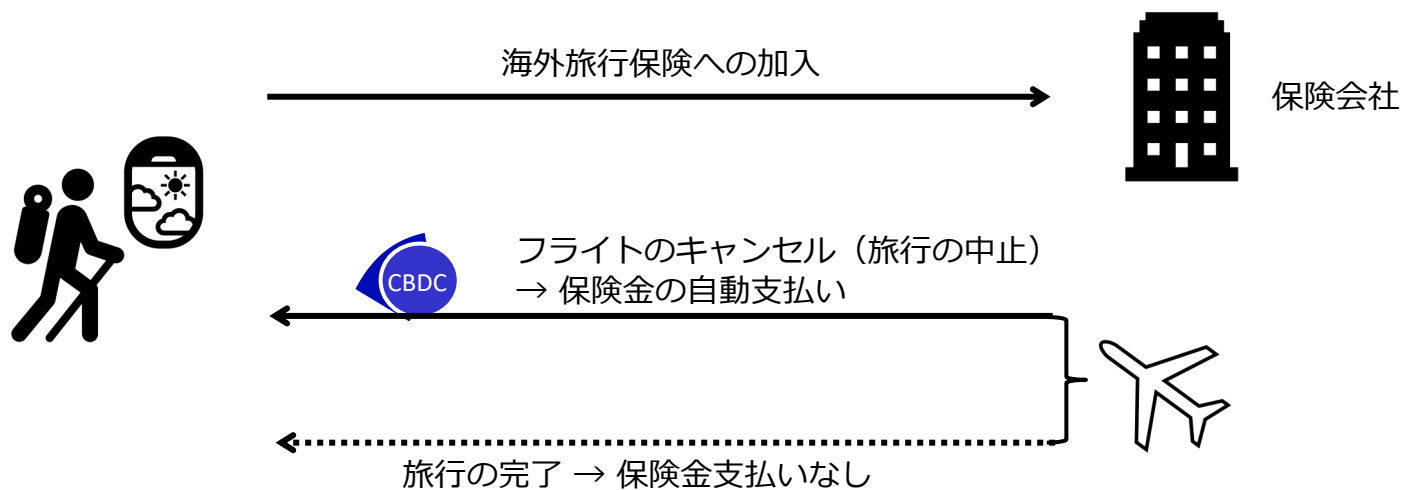 海外旅行保険への加入
保険会社
CBDC
フライトのキャンセル（旅行の中止）
→ 保険金の自動支払い
旅行の完了 → 保険金支払いなし